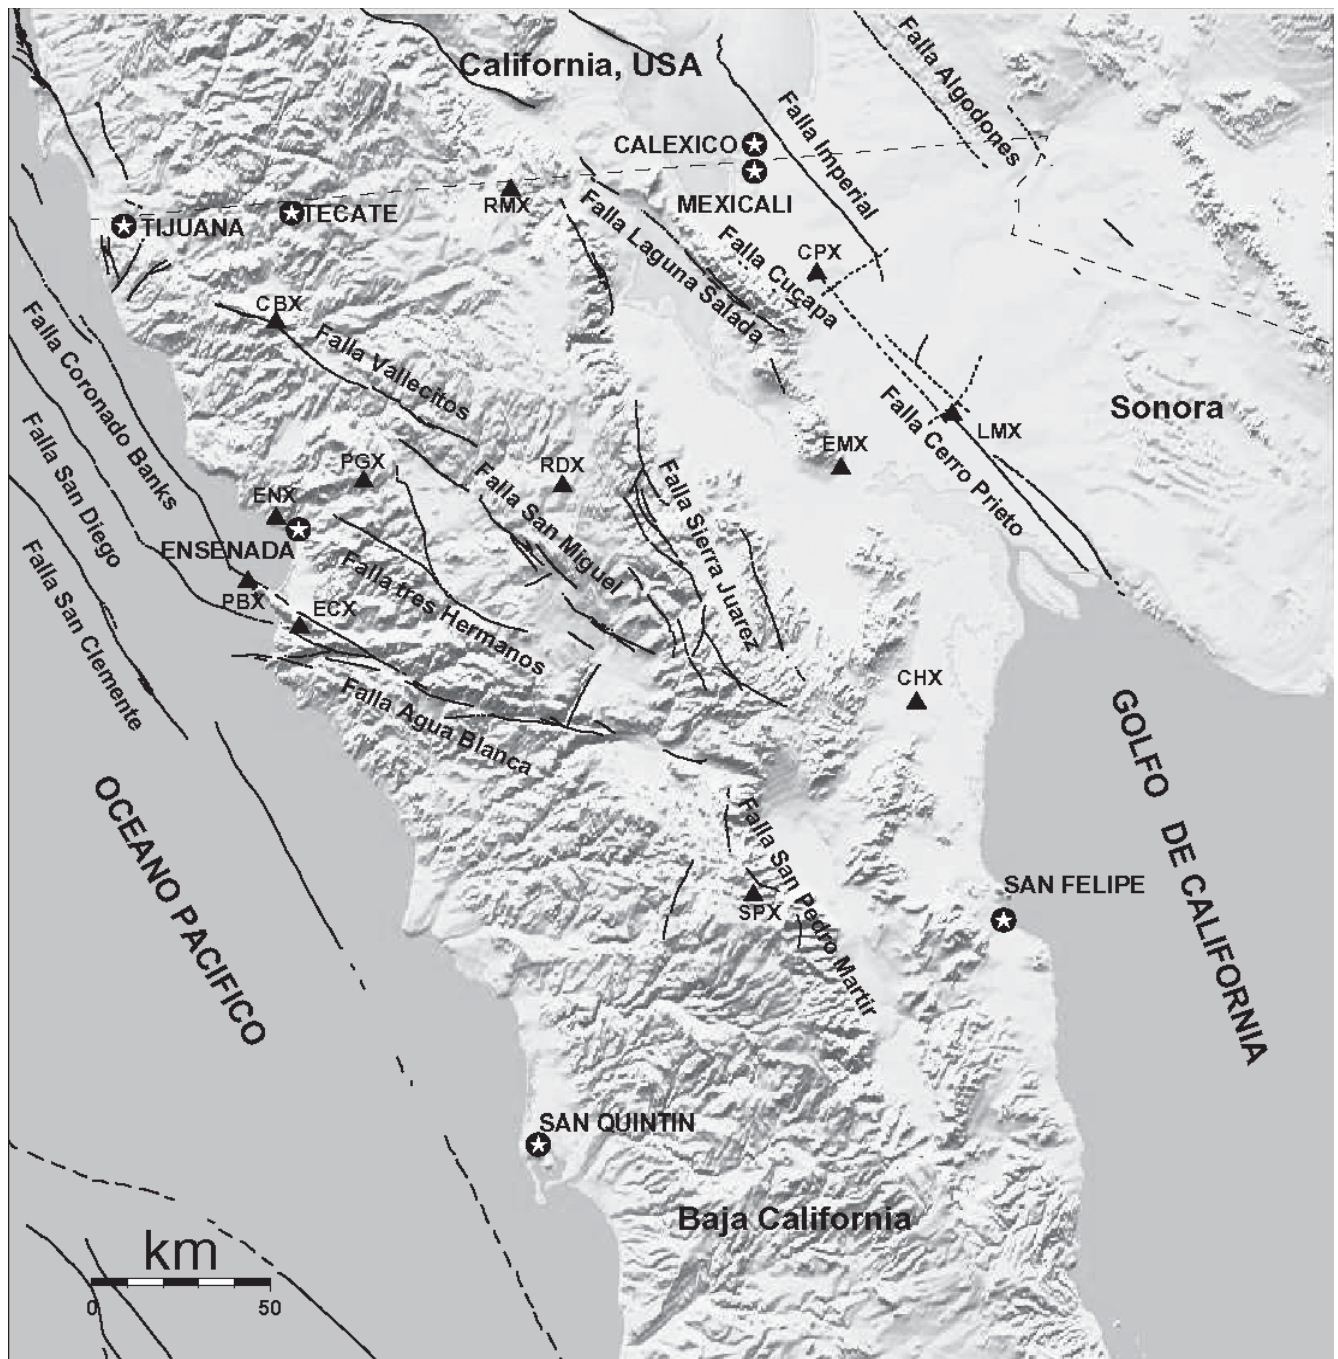 California, USA
Falla Algodones
Falla Imperial
CALEXICO
MEXICALI
RMX
TECATE
TIJUANA
Falla Laguna Salada
Falla Cucapa
CPX
CBX
Falla Vallecitos
Falla Coronado Banks
Falla San Diego
Falla San Clemente
Falla Cerro Prieto
LMX
Sonora
EMX
PGX
RDX
ENX
ENSENADA
Falla San Miguel
Falla Sierra Juarez
Falla tres Hermanos
PBX
ECX
Falla Agua Blanca
CHX
GOLFO DE CALIFORNIA
OCEANO PACIFICO
Falla San Pedro Martir
SPX
SAN FELIPE
SAN QUINTIN
Baja California
km
0 50